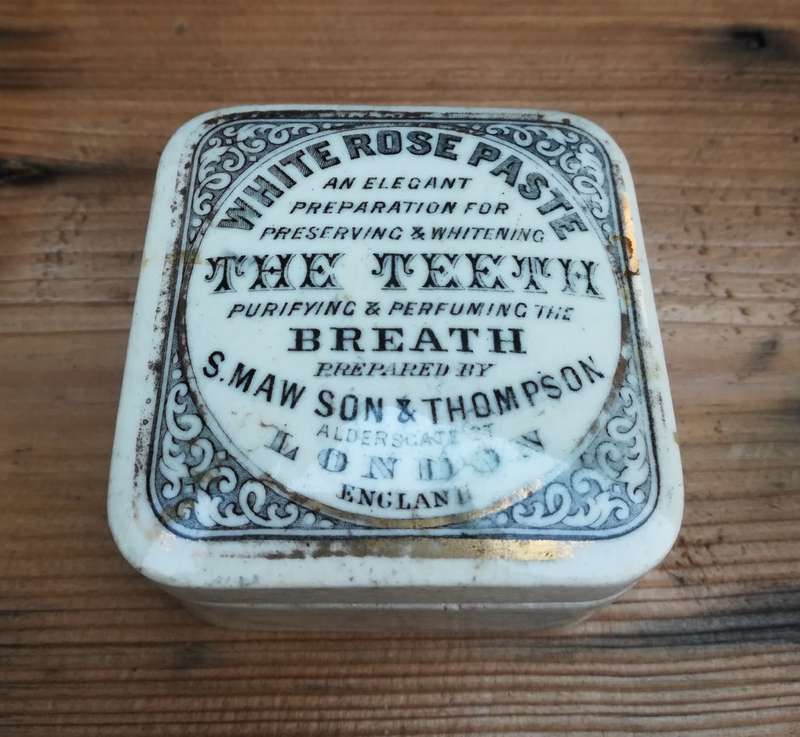 WHITE ROSE PASTE
AN ELEGANT
PREPARATION FOR
PRESERVING & WHITENING
THE TEETH
PURIFYING & PERFUMING THE
BREATH
PREPARED BY
S. MAW SON & THOMPSON
ALDERSGATE ST
LONDON
ENGLAND